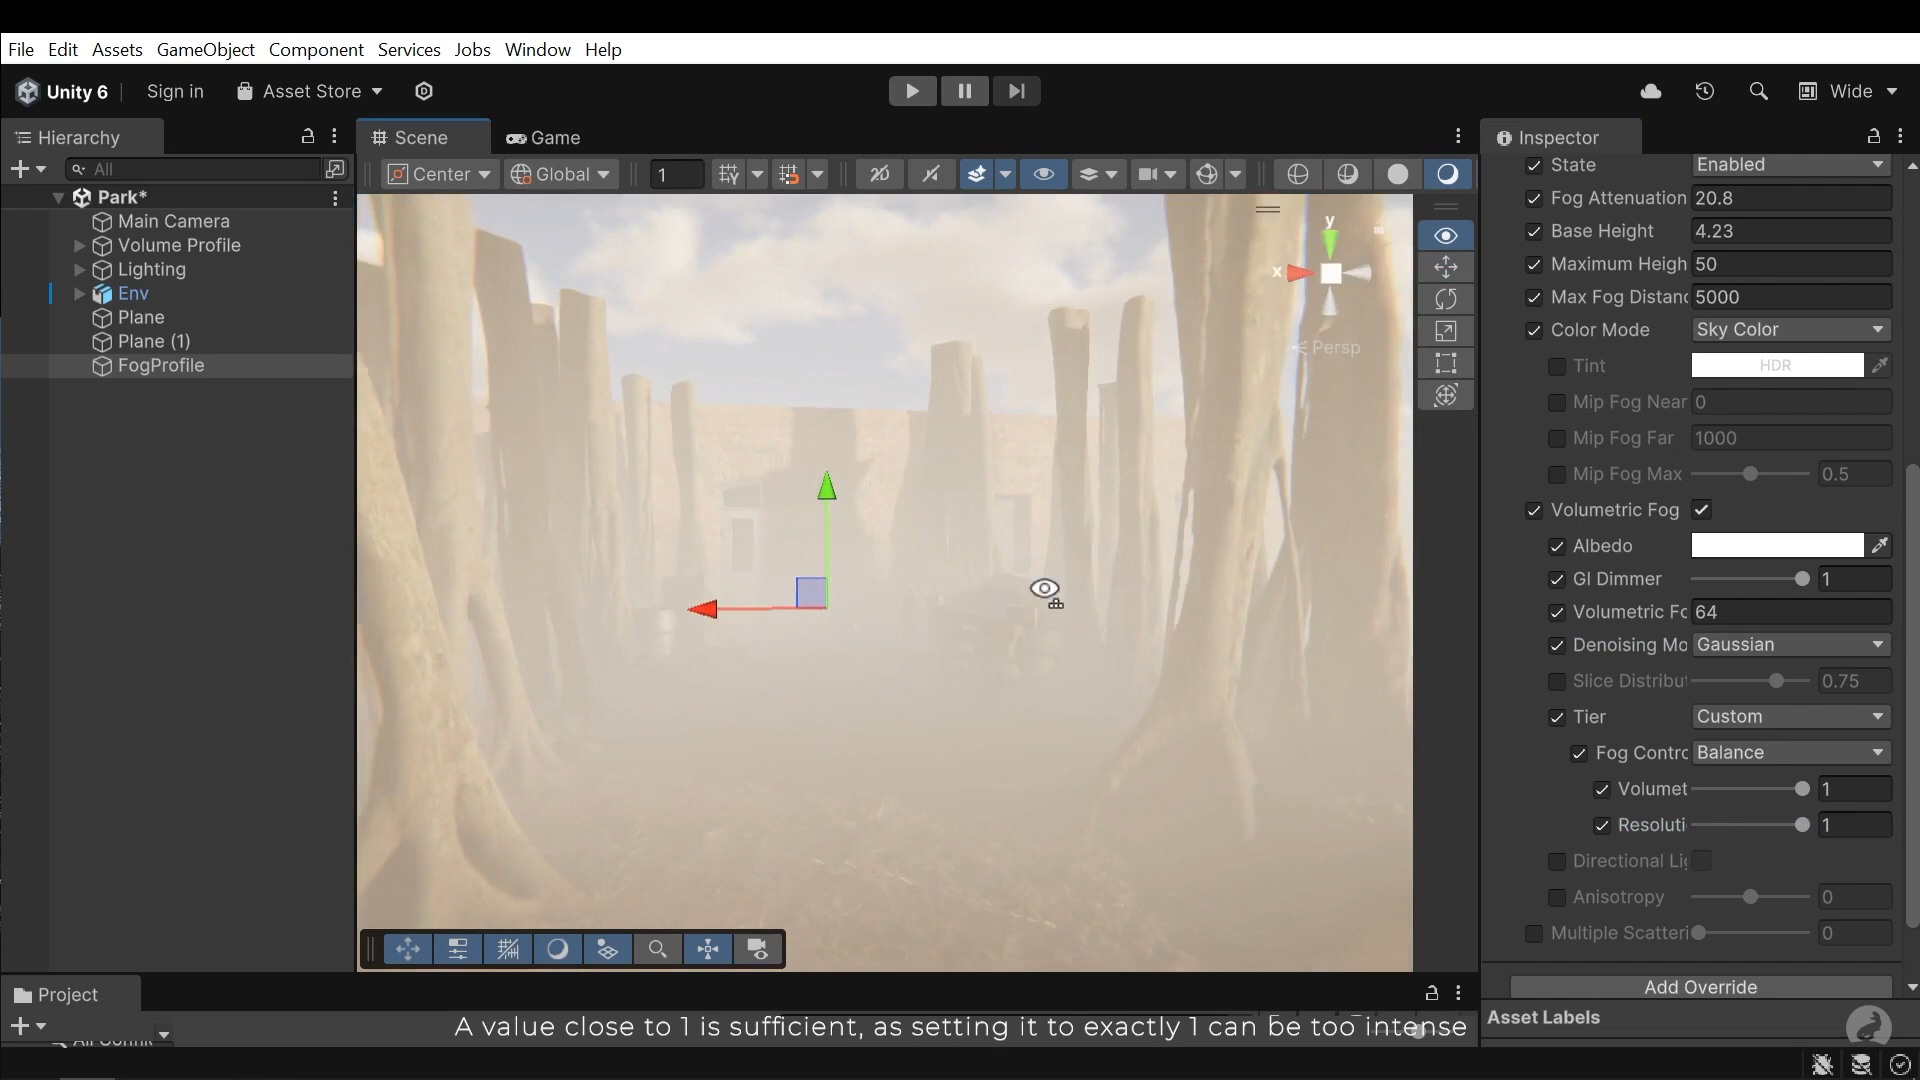 File Edit Assets GameObject Component Services Jobs Window Help
Unity 6 Sign in Asset Store Wide
Hierarchy
All
Park*
Main Camera
Volume Profile
Lighting
Env
Plane
Plane (1)
FogProfile
Scene Game
Center Global 1
y
x
Persp
Inspector
State Enabled
Fog Attenuation 20.8
Base Height 4.23
Maximum Heigh 50
Max Fog Distanc 5000
Color Mode Sky Color
Tint HDR
Mip Fog Near 0
Mip Fog Far 1000
Mip Fog Max 0.5
Volumetric Fog
Albedo
GI Dimmer 1
Volumetric Fo 64
Denoising Mo Gaussian
Slice Distribut 0.75
Tier Custom
Fog Contro Balance
Volumet 1
Resoluti 1
Directional Lig
Anisotropy 0
Multiple Scatteri 0
Add Override
Asset Labels
Project
A value close to 1 is sufficient, as setting it to exactly 1 can be too intense